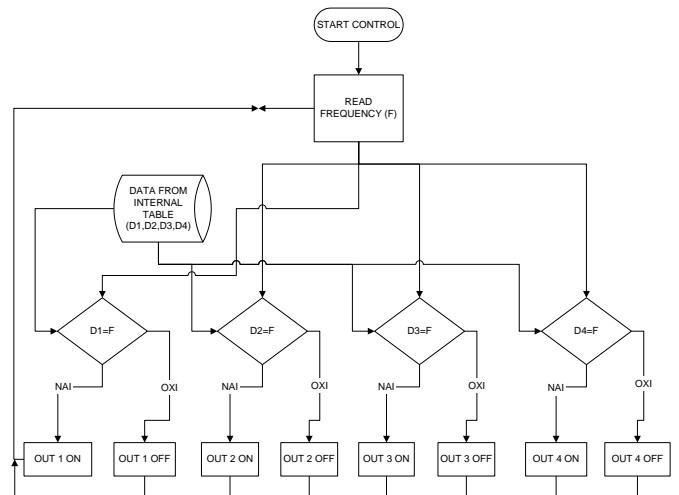 START CONTROL
READ
FREQUENCY (F)
DATA FROM
INTERNAL
TABLE
(D1,D2,D3,D4)
D1=F
D2=F
D3=F
D4=F
NAI
OXI
NAI
OXI
NAI
OXI
NAI
OXI
OUT 1 ON
OUT 1 OFF
OUT 2 ON
OUT 2 OFF
OUT 3 ON
OUT 3 OFF
OUT 4 ON
OUT 4 OFF